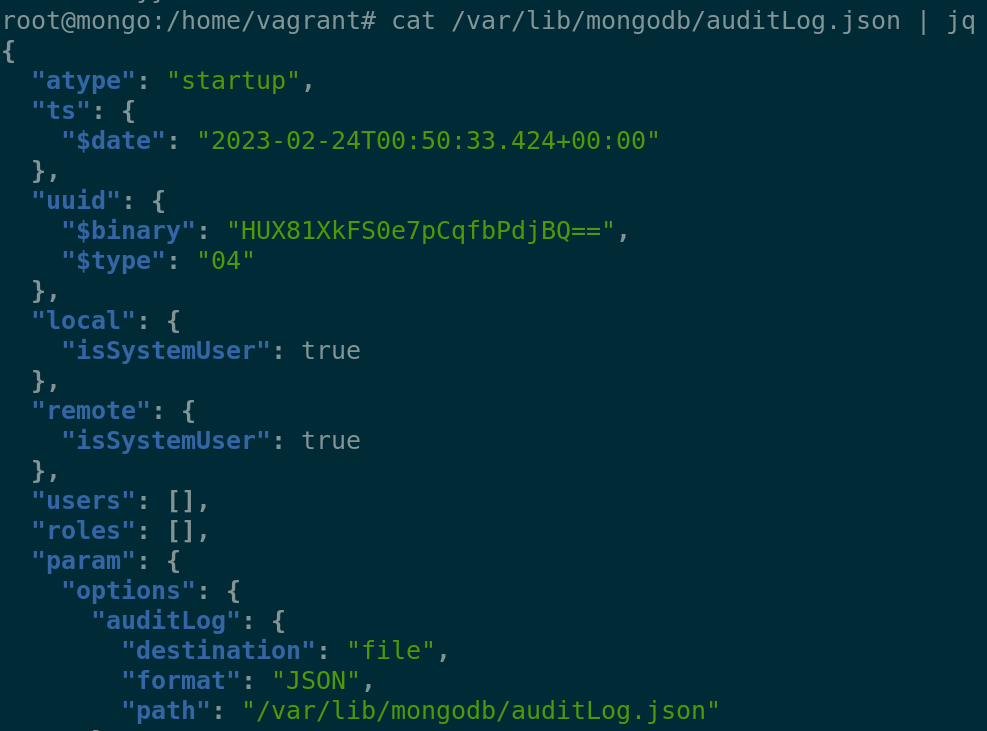 root@mongo:/home/vagrant# cat /var/lib/mongodb/auditLog.json | jq
{
  "atype": "startup",
  "ts": {
    "$date": "2023-02-24T00:50:33.424+00:00"
  },
  "uuid": {
    "$binary": "HUX81XkFS0e7pCqfbPdjBQ==",
    "$type": "04"
  },
  "local": {
    "isSystemUser": true
  },
  "remote": {
    "isSystemUser": true
  },
  "users": [],
  "roles": [],
  "param": {
    "options": {
      "auditLog": {
        "destination": "file",
        "format": "JSON",
        "path": "/var/lib/mongodb/auditLog.json"